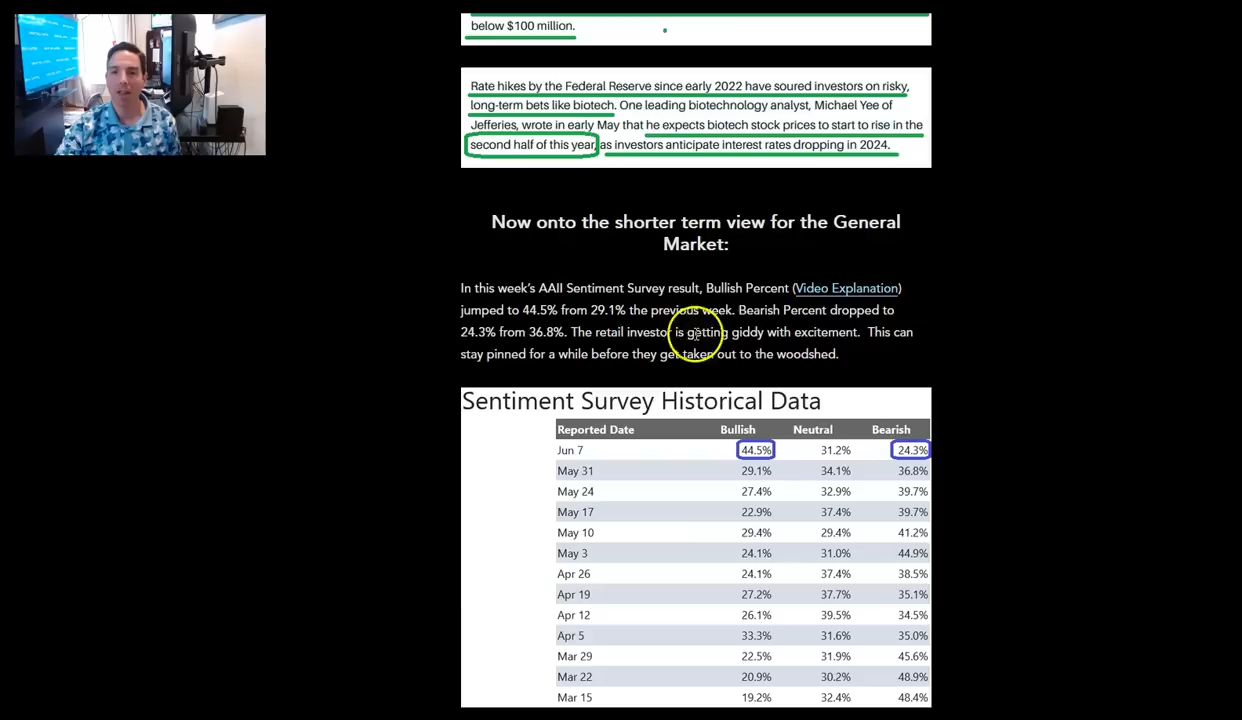 below $100 million.
Rate hikes by the Federal Reserve since early 2022 have soured investors on risky,
long-term bets like biotech. One leading biotechnology analyst, Michael Yee of
Jefferies, wrote in early May that he expects biotech stock prices to start to rise in the
second half of this year, as investors anticipate interest rates dropping in 2024.
Now onto the shorter term view for the General
Market:
In this week's AAII Sentiment Survey result, Bullish Percent (Video Explanation)
jumped to 44.5% from 29.1% the previous week. Bearish Percent dropped to
24.3% from 36.8%. The retail investor is getting giddy with excitement. This can
stay pinned for a while before they get taken out to the woodshed.
Sentiment Survey Historical Data
Reported Date Bullish Neutral Bearish
Jun 7 44.5% 31.2% 24.3%
May 31 29.1% 34.1% 36.8%
May 24 27.4% 32.9% 39.7%
May 17 22.9% 37.4% 39.7%
May 10 29.4% 29.4% 41.2%
May 3 24.1% 31.0% 44.9%
Apr 26 24.1% 37.4% 38.5%
Apr 19 27.2% 37.7% 35.1%
Apr 12 26.1% 39.5% 34.5%
Apr 5 33.3% 31.6% 35.0%
Mar 29 22.5% 31.9% 45.6%
Mar 22 20.9% 30.2% 48.9%
Mar 15 19.2% 32.4% 48.4%